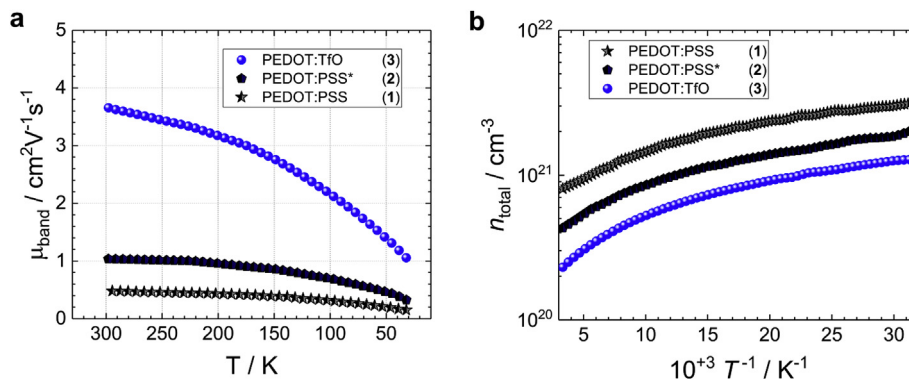 a
5
4
3
2
1
0
μband / cm²V⁻¹s⁻¹
PEDOT:TfO (3)
PEDOT:PSS* (2)
PEDOT:PSS (1)
300 250 200 150 100 50
T / K
b
10²²
10²¹
10²⁰
ntotal / cm⁻³
PEDOT:PSS (1)
PEDOT:PSS* (2)
PEDOT:TfO (3)
5 10 15 20 25 30
10⁺³ T⁻¹ / K⁻¹